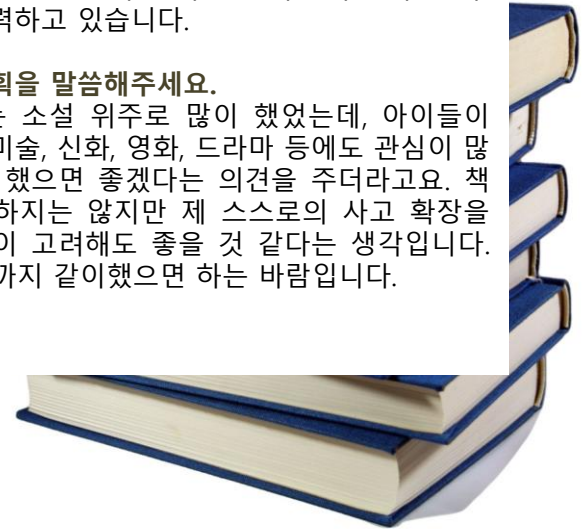 력하고 있습니다.
획을 말씀해주세요.
는 소설 위주로 많이 했었는데, 아이들이
미술, 신화, 영화, 드라마 등에도 관심이 많
했으면 좋겠다는 의견을 주더라고요. 책
하지는 않지만 제 스스로의 사고 확장을
이 고려해도 좋을 것 같다는 생각입니다.
까지 같이했으면 하는 바람입니다.